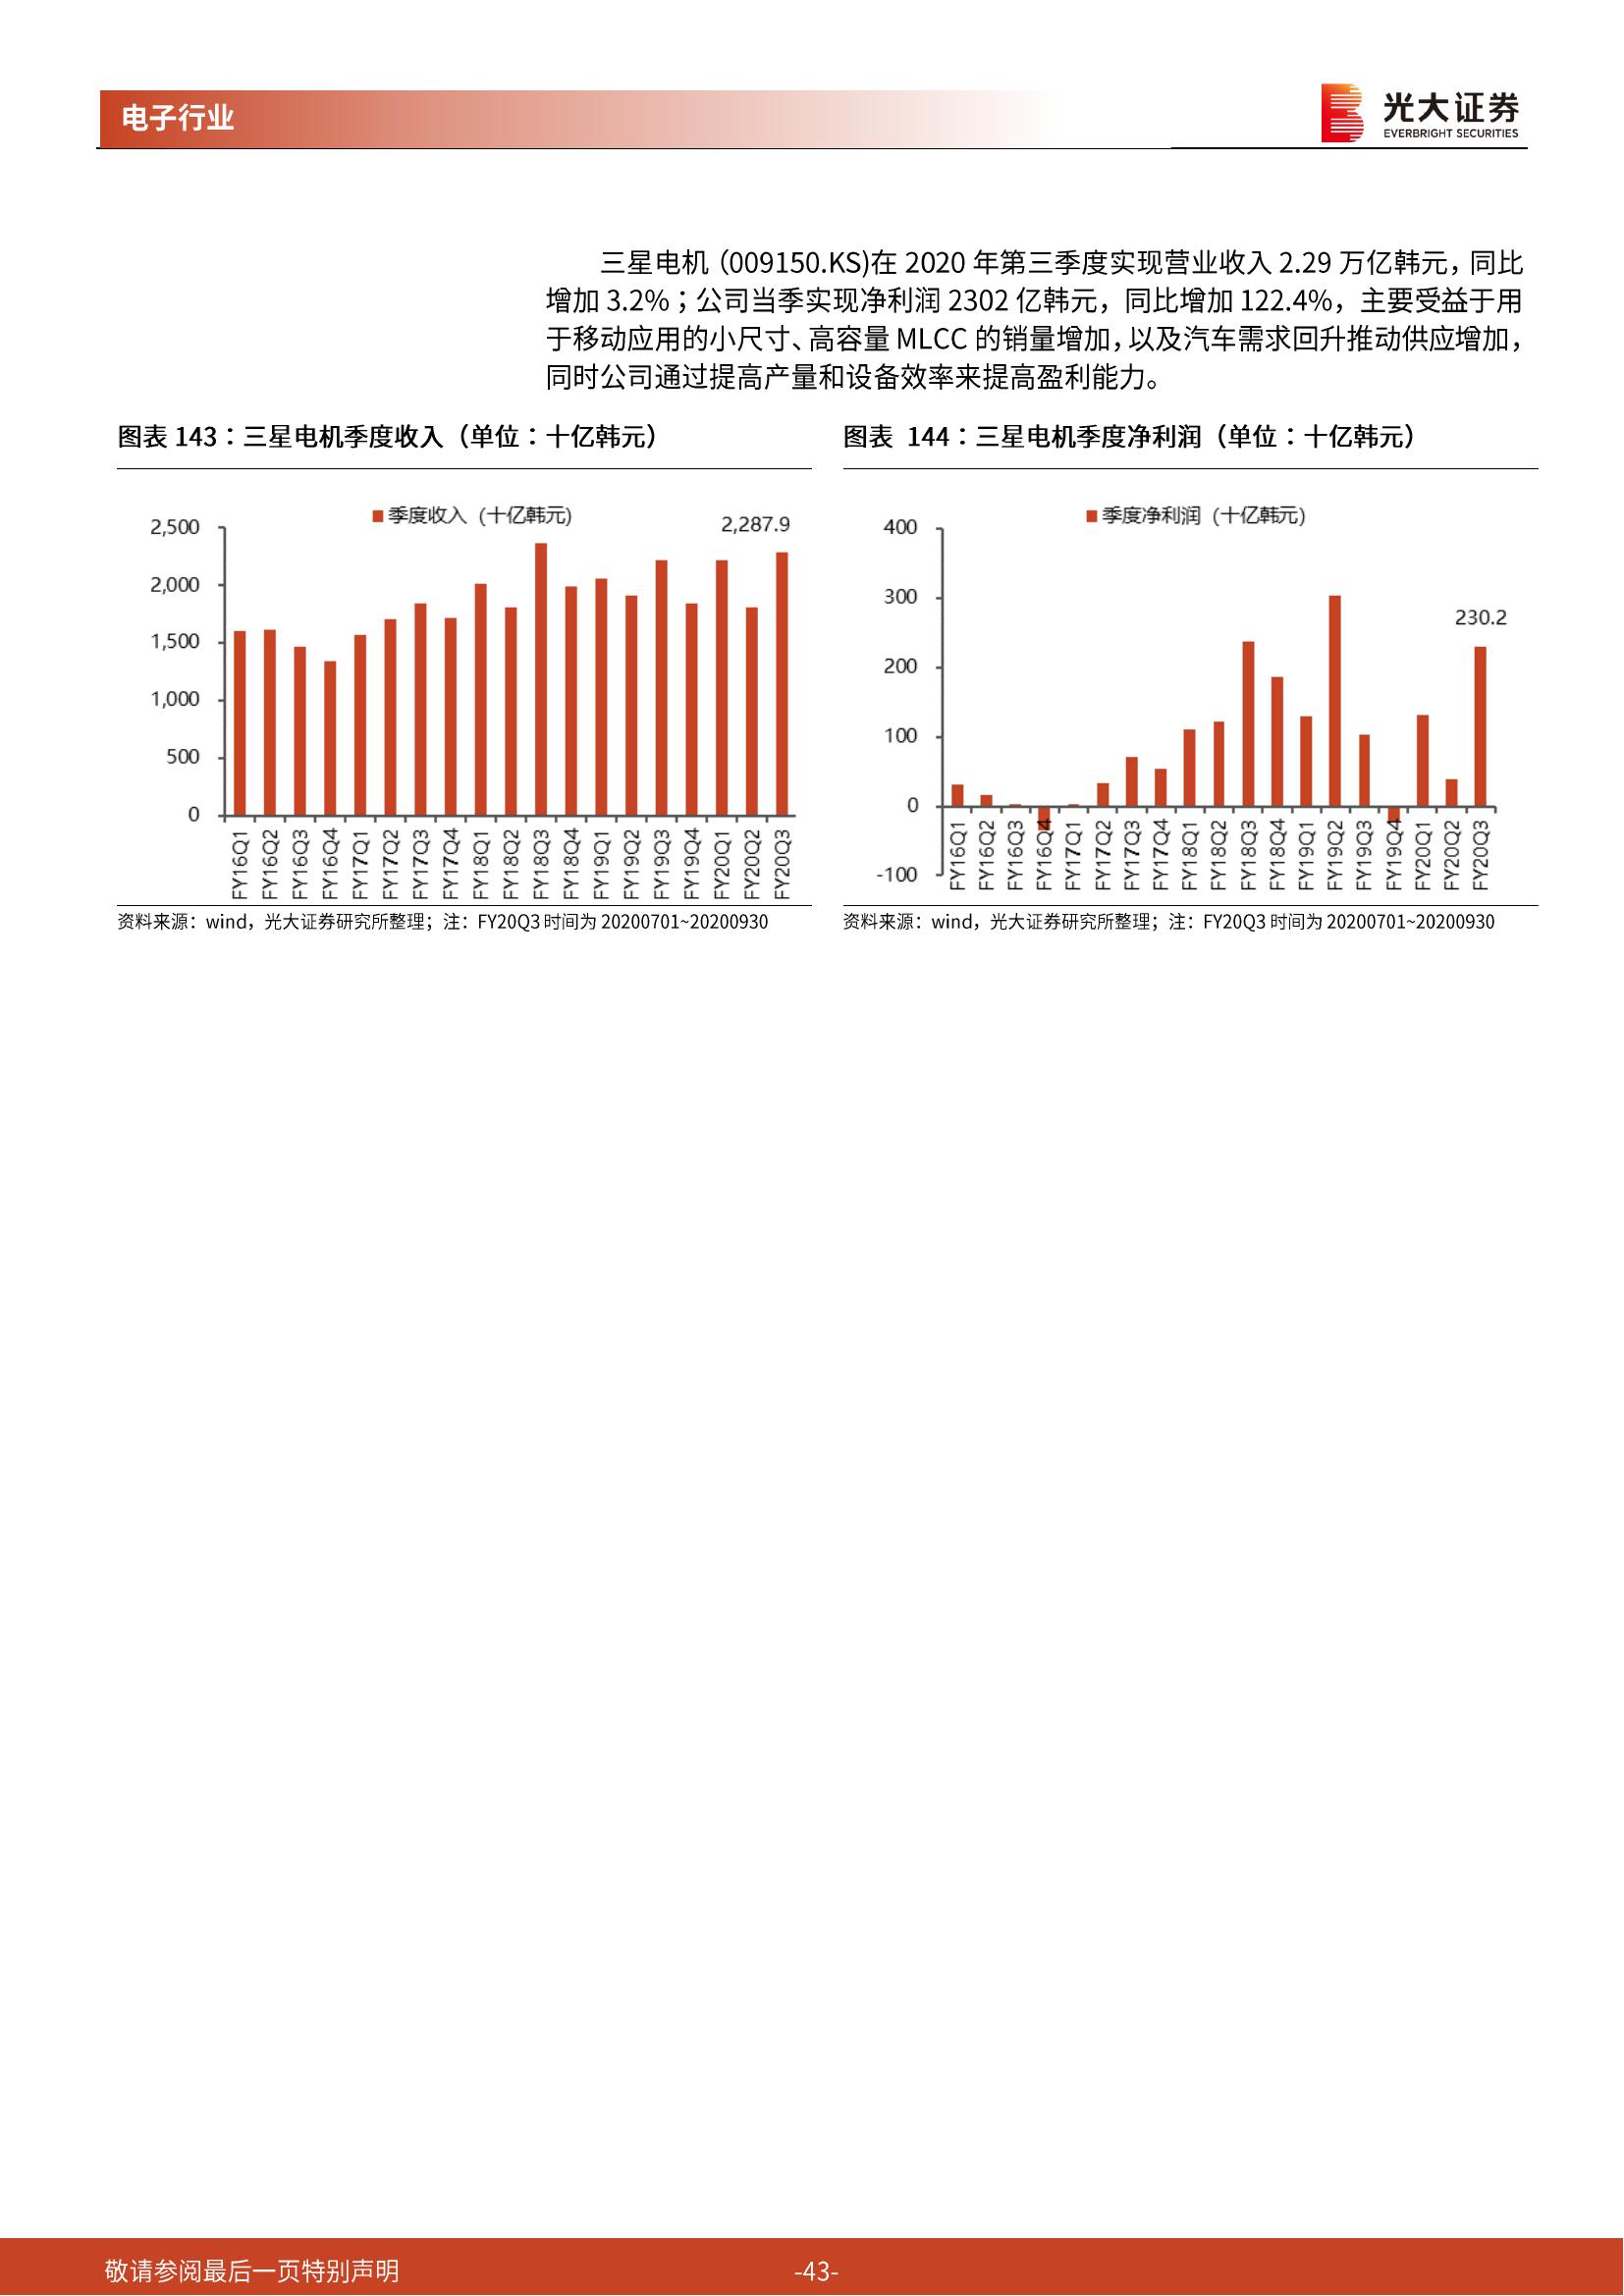 电子行业
光大证券
EVERBRIGHT SECURITIES
三星电机（009150.KS)在 2020 年第三季度实现营业收入 2.29 万亿韩元，同比
增加 3.2%；公司当季实现净利润 2302 亿韩元，同比增加 122.4%，主要受益于用
于移动应用的小尺寸、高容量 MLCC 的销量增加，以及汽车需求回升推动供应增加，
同时公司通过提高产量和设备效率来提高盈利能力。
图表 143：三星电机季度收入（单位：十亿韩元）
季度收入（十亿韩元)
2,287.9
2,500
2,000
1,500
1,000
500
0
FY16Q1
FY16Q2
FY16Q3
FY16Q4
FY17Q1
FY17Q2
FY17Q3
FY17Q4
FY18Q1
FY18Q2
FY18Q3
FY18Q4
FY19Q1
FY19Q2
FY19Q3
FY19Q4
FY20Q1
FY20Q2
FY20Q3
资料来源：wind，光大证券研究所整理；注：FY20Q3 时间为 20200701~20200930
图表 144：三星电机季度净利润（单位：十亿韩元）
季度净利润（十亿韩元)
230.2
400
300
200
100
0
-100
FY16Q1
FY16Q2
FY16Q3
FY16Q4
FY17Q1
FY17Q2
FY17Q3
FY17Q4
FY18Q1
FY18Q2
FY18Q3
FY18Q4
FY19Q1
FY19Q2
FY19Q3
FY19Q4
FY20Q1
FY20Q2
FY20Q3
资料来源：wind，光大证券研究所整理；注：FY20Q3 时间为 20200701~20200930
敬请参阅最后一页特别声明
-43-